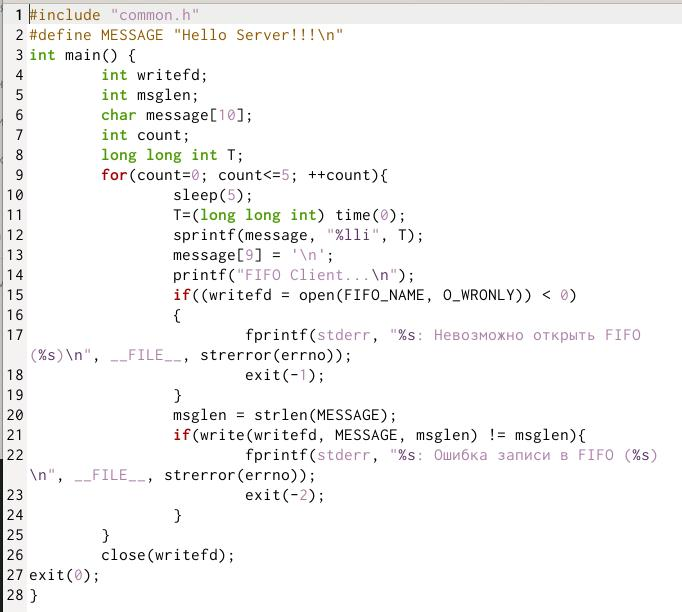 1 #include "common.h"
2 #define MESSAGE "Hello Server!!!\n"
3 int main() {
4 int writefd;
5 int msglen;
6 char message[10];
7 int count;
8 long long int T;
9 for(count=0; count<=5; ++count){
10 sleep(5);
11 T=(long long int) time(0);
12 sprintf(message, "%lli", T);
13 message[9] = '\n';
14 printf("FIFO Client...\n");
15 if((writefd = open(FIFO_NAME, O_WRONLY)) < 0)
16 {
17 fprintf(stderr, "%s: Невозможно открыть FIFO
(%s)\n", __FILE__, strerror(errno));
18 exit(-1);
19 }
20 msglen = strlen(MESSAGE);
21 if(write(writefd, MESSAGE, msglen) != msglen){
22 fprintf(stderr, "%s: Ошибка записи в FIFO (%s)
\n", __FILE__, strerror(errno));
23 exit(-2);
24 }
25 }
26 close(writefd);
27 exit(0);
28 }